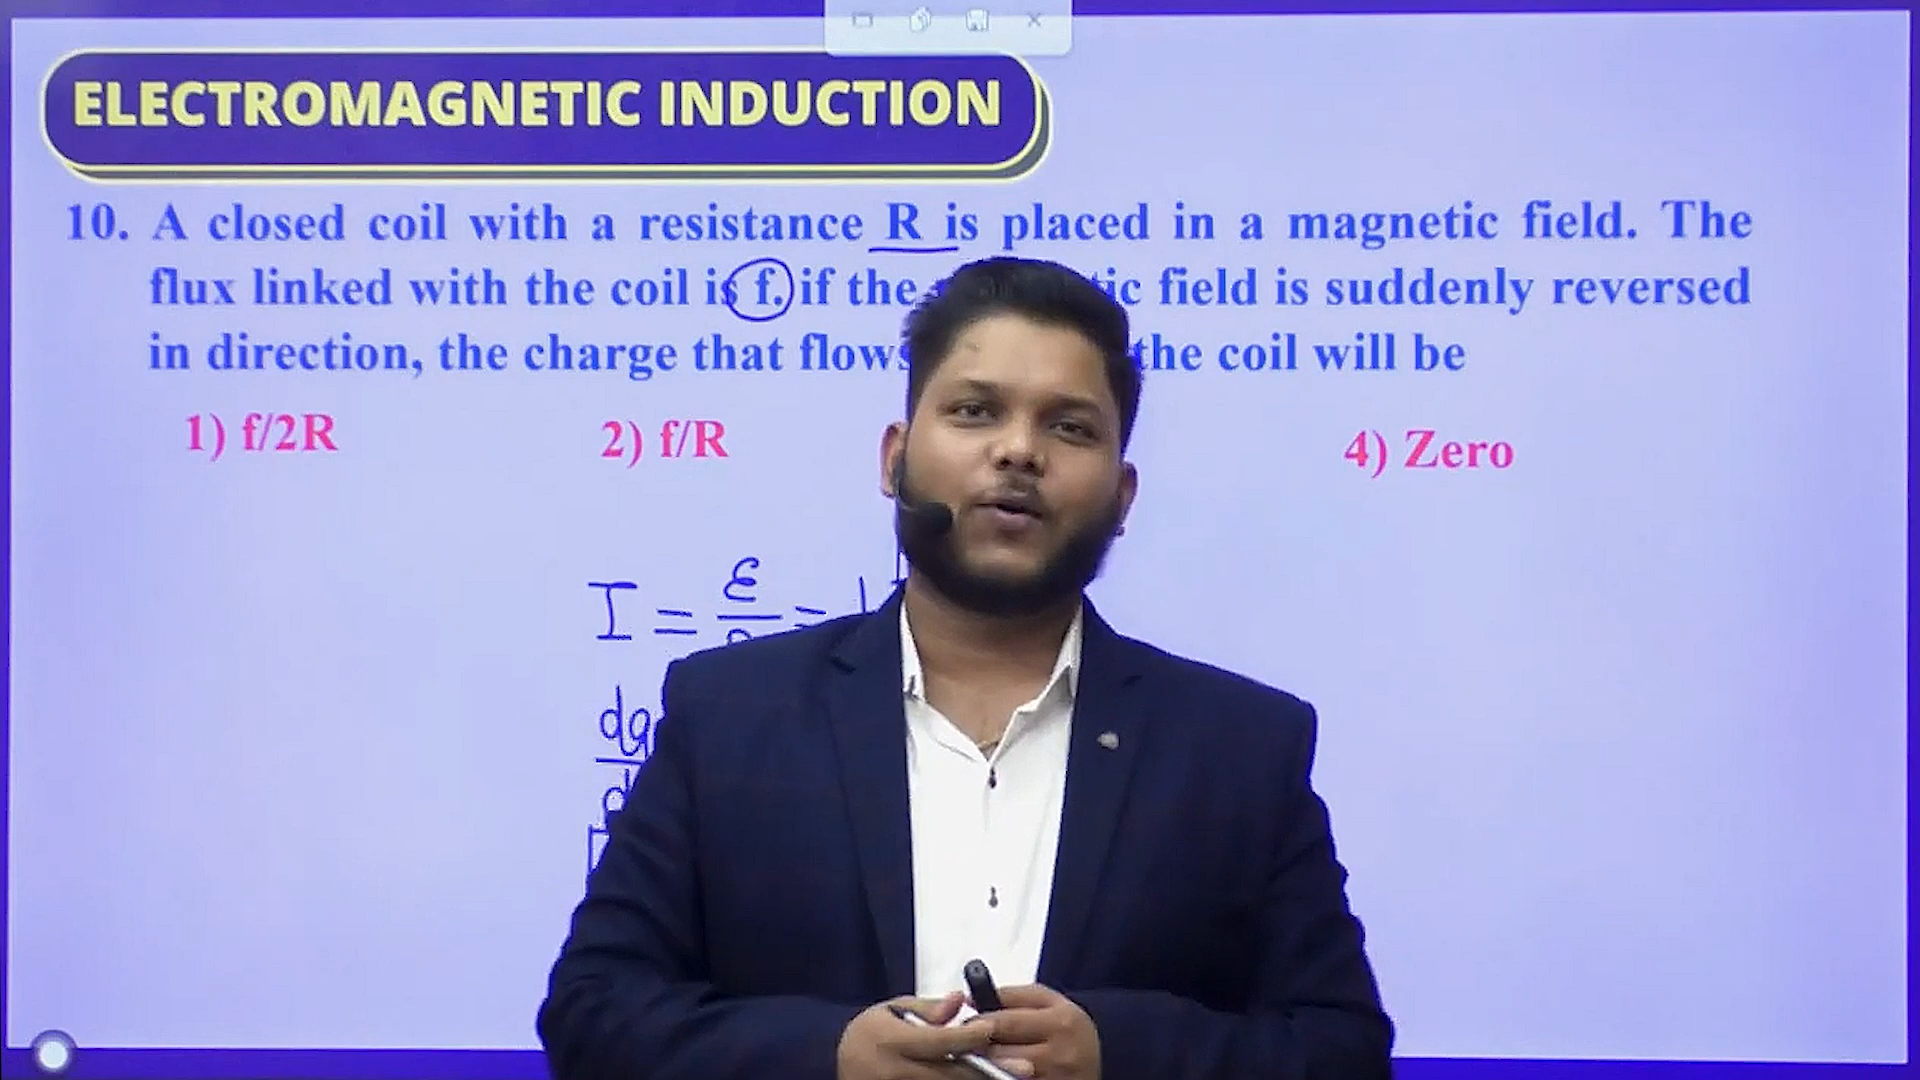 ELECTROMAGNETIC INDUCTION
10. A closed coil with a resistance R is placed in a magnetic field. The
flux linked with the coil is f. if the ic field is suddenly reversed
in direction, the charge that flows the coil will be
1) f/2R 2) f/R 4) Zero
I = ε =
dq
d